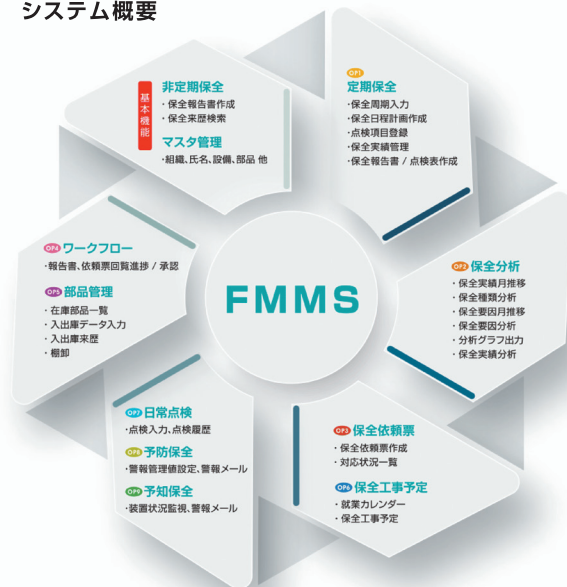 システム概要
基本機能
非定期保全
・保全報告書作成
・保全来歴検索
マスタ管理
・組織、氏名、設備、部品 他
OP1
定期保全
・保全周期入力
・保全日程計画作成
・点検項目登録
・保全実績管理
・保全報告書 / 点検表作成
OP4 ワークフロー
・報告書、依頼票回覧進捗 / 承認
OP5 部品管理
・在庫部品一覧
・入出庫データ入力
・入出庫来歴
・棚卸
FMMS
OP2 保全分析
・保全実績月推移
・保全種類分析
・保全要因月推移
・保全要因分析
・分析グラフ出力
・保全実績分析
OP7 日常点検
・点検入力、点検履歴
OP8 予防保全
・警報管理値設定、警報メール
OP9 予知保全
・装置状況監視、警報メール
OP3 保全依頼票
・保全依頼票作成
・対応状況一覧
OP6 保全工事予定
・就業カレンダー
・保全工事予定